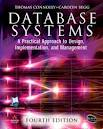 THOMAS CONNOLLY • CAROLYN BEGG
DATABASE
SYSTEMS
A Practical Approach to Design,
Implementation, and Management
FOURTH EDITION